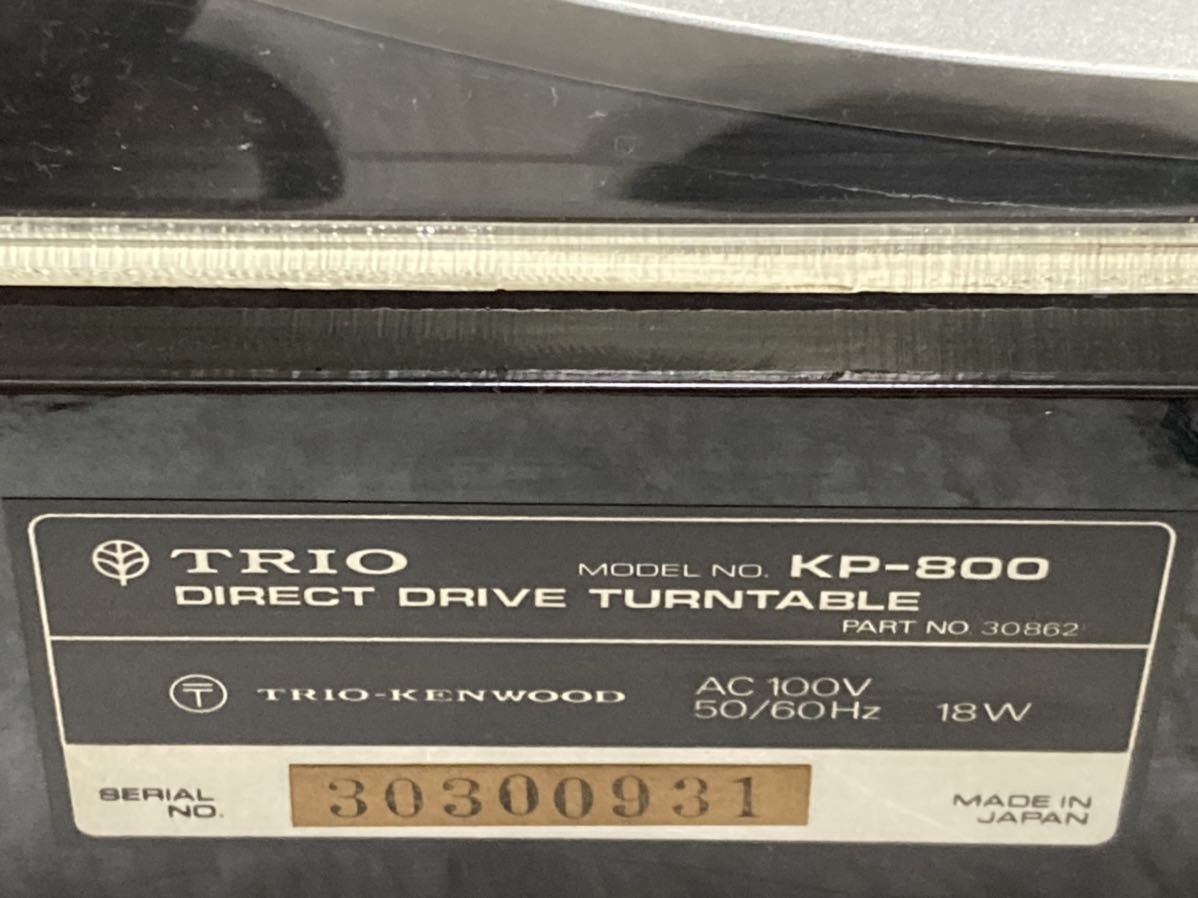 TRIO MODEL NO. KP-800
DIRECT DRIVE TURNTABLE
PART NO. 30862
〒 TRIO-KENWOOD AC 100V
50/60Hz 18W
SERIAL NO. 30300931
MADE IN JAPAN